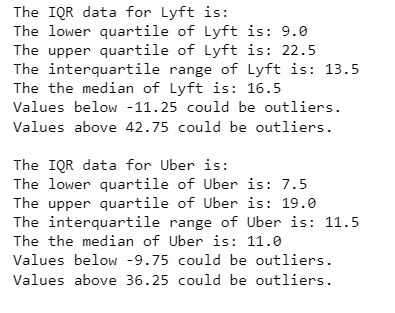 The IQR data for Lyft is:
The lower quartile of Lyft is: 9.0
The upper quartile of Lyft is: 22.5
The interquartile range of Lyft is: 13.5
The the median of Lyft is: 16.5
Values below -11.25 could be outliers.
Values above 42.75 could be outliers.
The IQR data for Uber is:
The lower quartile of Uber is: 7.5
The upper quartile of Uber is: 19.0
The interquartile range of Uber is: 11.5
The the median of Uber is: 11.0
Values below -9.75 could be outliers.
Values above 36.25 could be outliers.